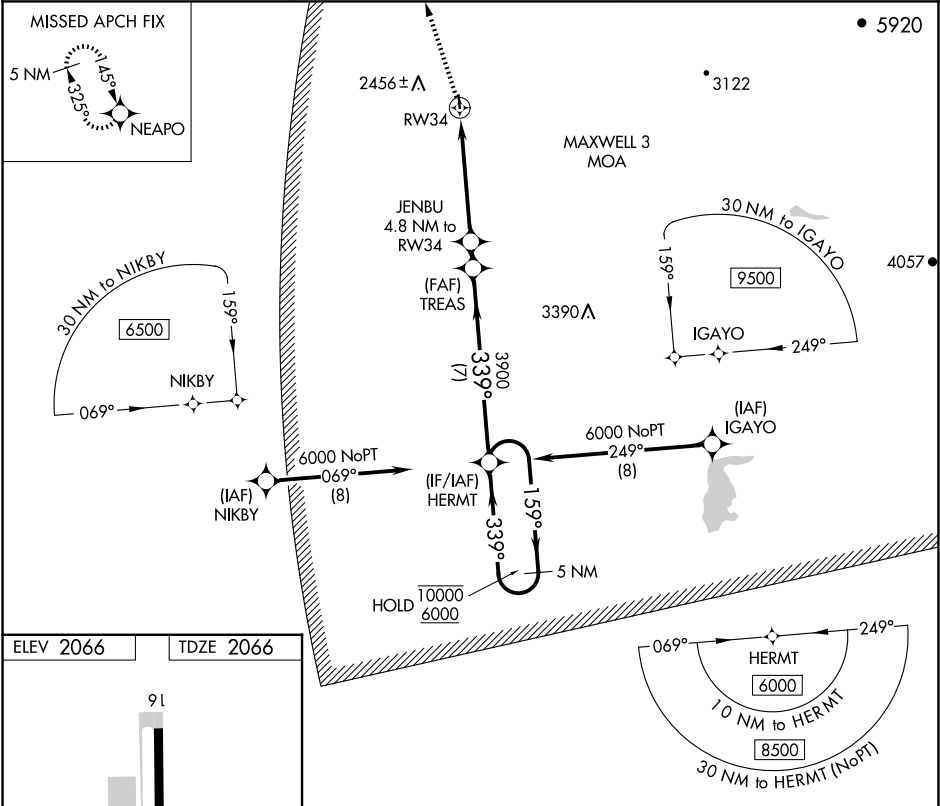 MISSED APCH FIX
5 NM
145°
325°
NEAPO
5920
2456±
3122
RW34
MAXWELL 3
MOA
JENBU
4.8 NM to
RW34
(FAF)
TREAS
3390
4057
30 NM to NIKBY
6500
159°
NIKBY
069°
30 NM to IGAYO
9500
159°
IGAYO
249°
3900
339°
(7)
(IAF)
IGAYO
6000 NoPT
249°
(8)
6000 NoPT
069°
(8)
(IAF)
NIKBY
(IF/IAF)
HERMT
159°
339°
5 NM
HOLD
10000
6000
069°
249°
HERMT
6000
10 NM to HERMT
8500
30 NM to HERMT (NoPT)
ELEV 2066
TDZE 2066
16